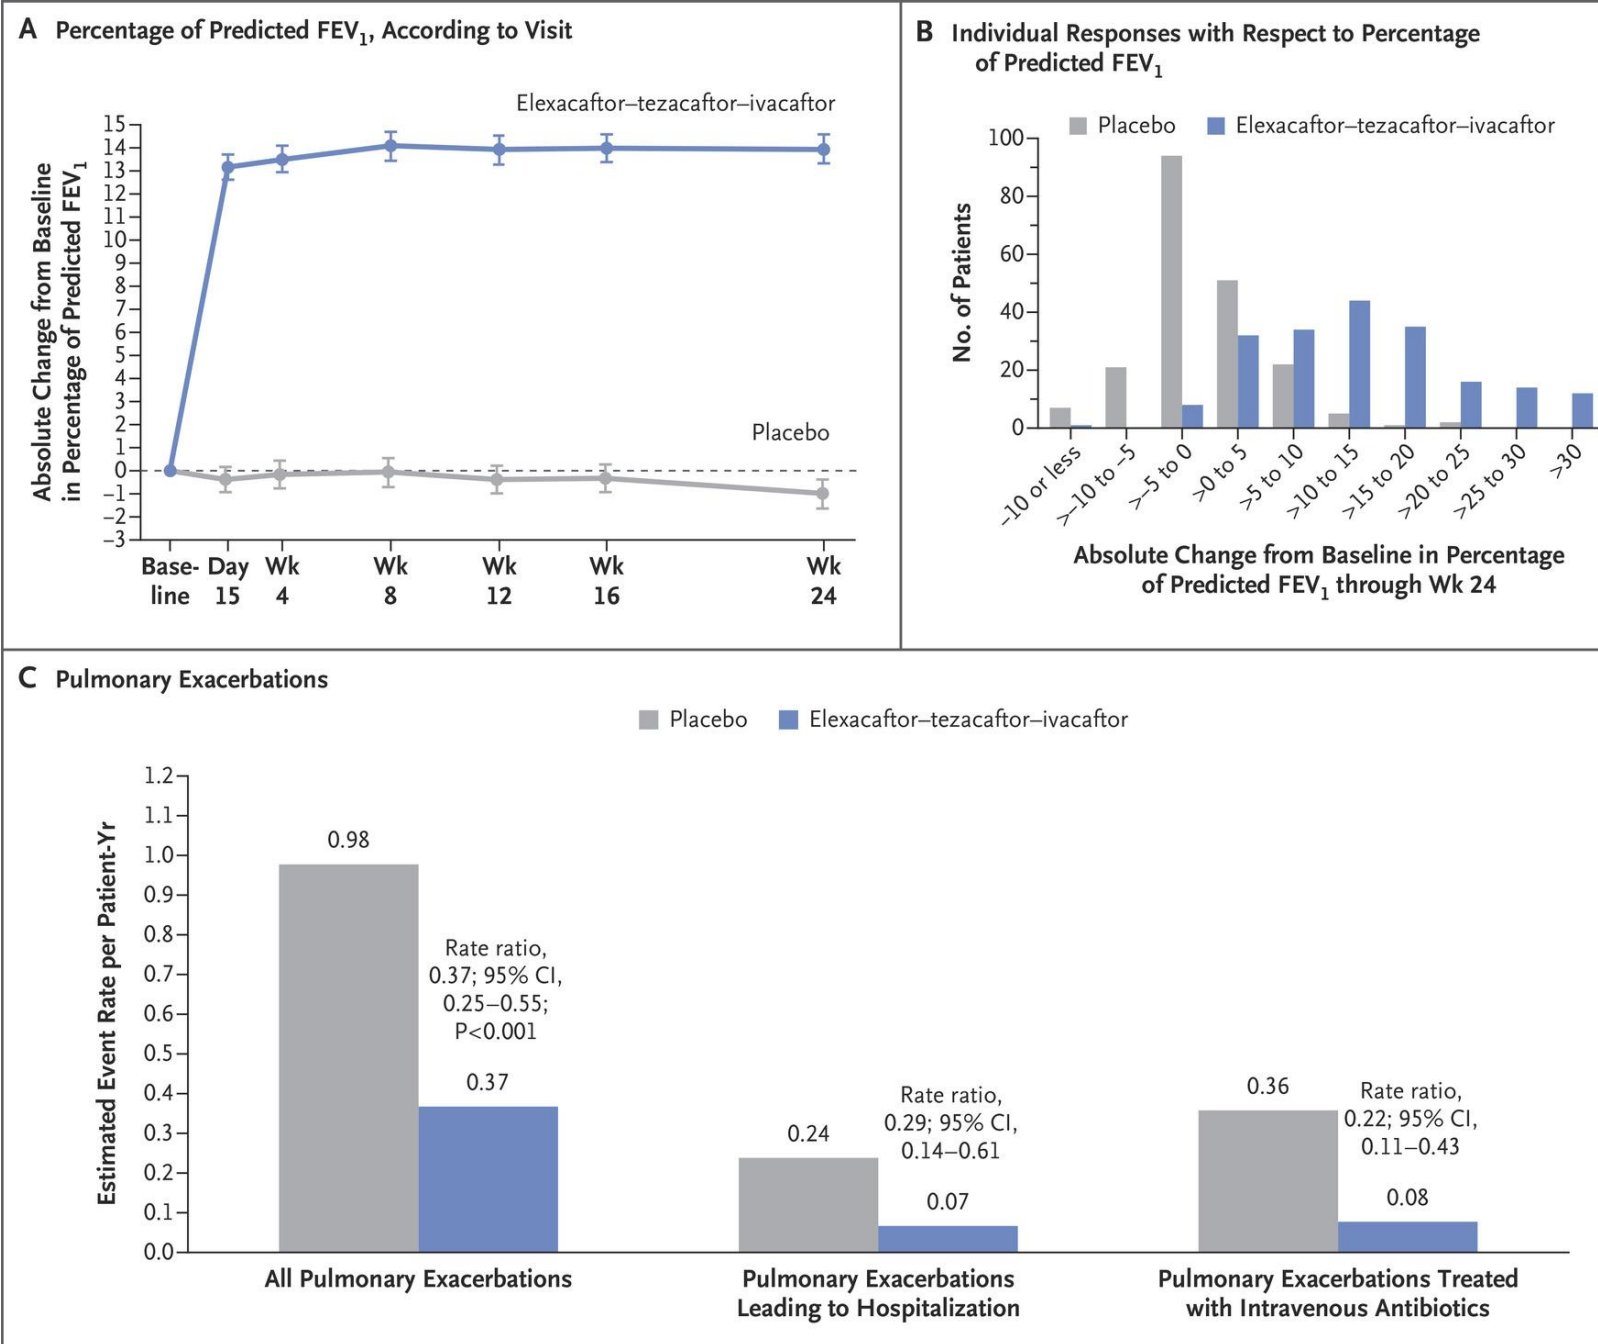 A Percentage of Predicted FEV1, According to Visit
Elexacaftor–tezacaftor–ivacaftor
Absolute Change from Baseline
in Percentage of Predicted FEV1
15
14
13
12
11
10
9
8
7
6
5
4
3
2
1
0
–1
–2
–3
Placebo
Base- Day Wk Wk Wk Wk Wk
line 15 4 8 12 16 24
B Individual Responses with Respect to Percentage
of Predicted FEV1
Placebo Elexacaftor–tezacaftor–ivacaftor
No. of Patients
100
80
60
40
20
0
–10 or less
>–10 to –5
>–5 to 0
>0 to 5
>5 to 10
>10 to 15
>15 to 20
>20 to 25
>25 to 30
>30
Absolute Change from Baseline in Percentage
of Predicted FEV1 through Wk 24
C Pulmonary Exacerbations
Placebo Elexacaftor–tezacaftor–ivacaftor
Estimated Event Rate per Patient-Yr
1.2
1.1
1.0
0.9
0.8
0.7
0.6
0.5
0.4
0.3
0.2
0.1
0.0
0.98
Rate ratio,
0.37; 95% CI,
0.25–0.55;
P<0.001
0.37
All Pulmonary Exacerbations
0.24
Rate ratio,
0.29; 95% CI,
0.14–0.61
0.07
Pulmonary Exacerbations
Leading to Hospitalization
0.36
Rate ratio,
0.22; 95% CI,
0.11–0.43
0.08
Pulmonary Exacerbations Treated
with Intravenous Antibiotics